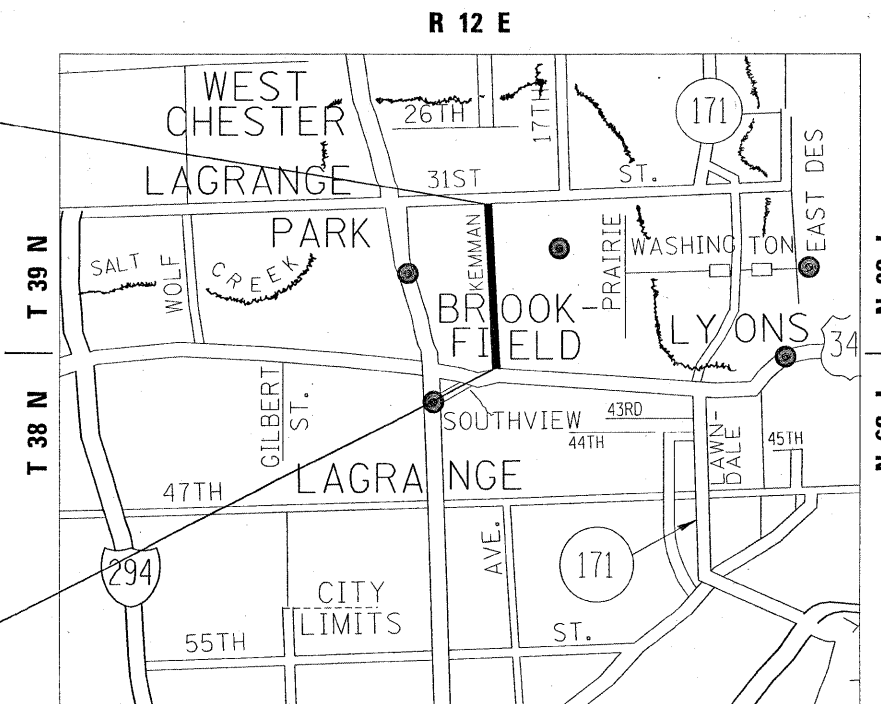 R 12 E
WEST
CHESTER
26TH
17TH
171
LAGRANGE
31ST
ST.
PARK
KEMMAN
PRAIRIE
WASHINGTON
EAST DES
T 39 N
SALT
CREEK
WOLF
BROOK-
FIELD
LYONS
34
T 38 N
GILBERT
ST.
SOUTHVIEW
43RD
44TH
LAWN-
DALE
45TH
47TH
LAGRANGE
AVE.
171
294
CITY
LIMITS
55TH
ST.